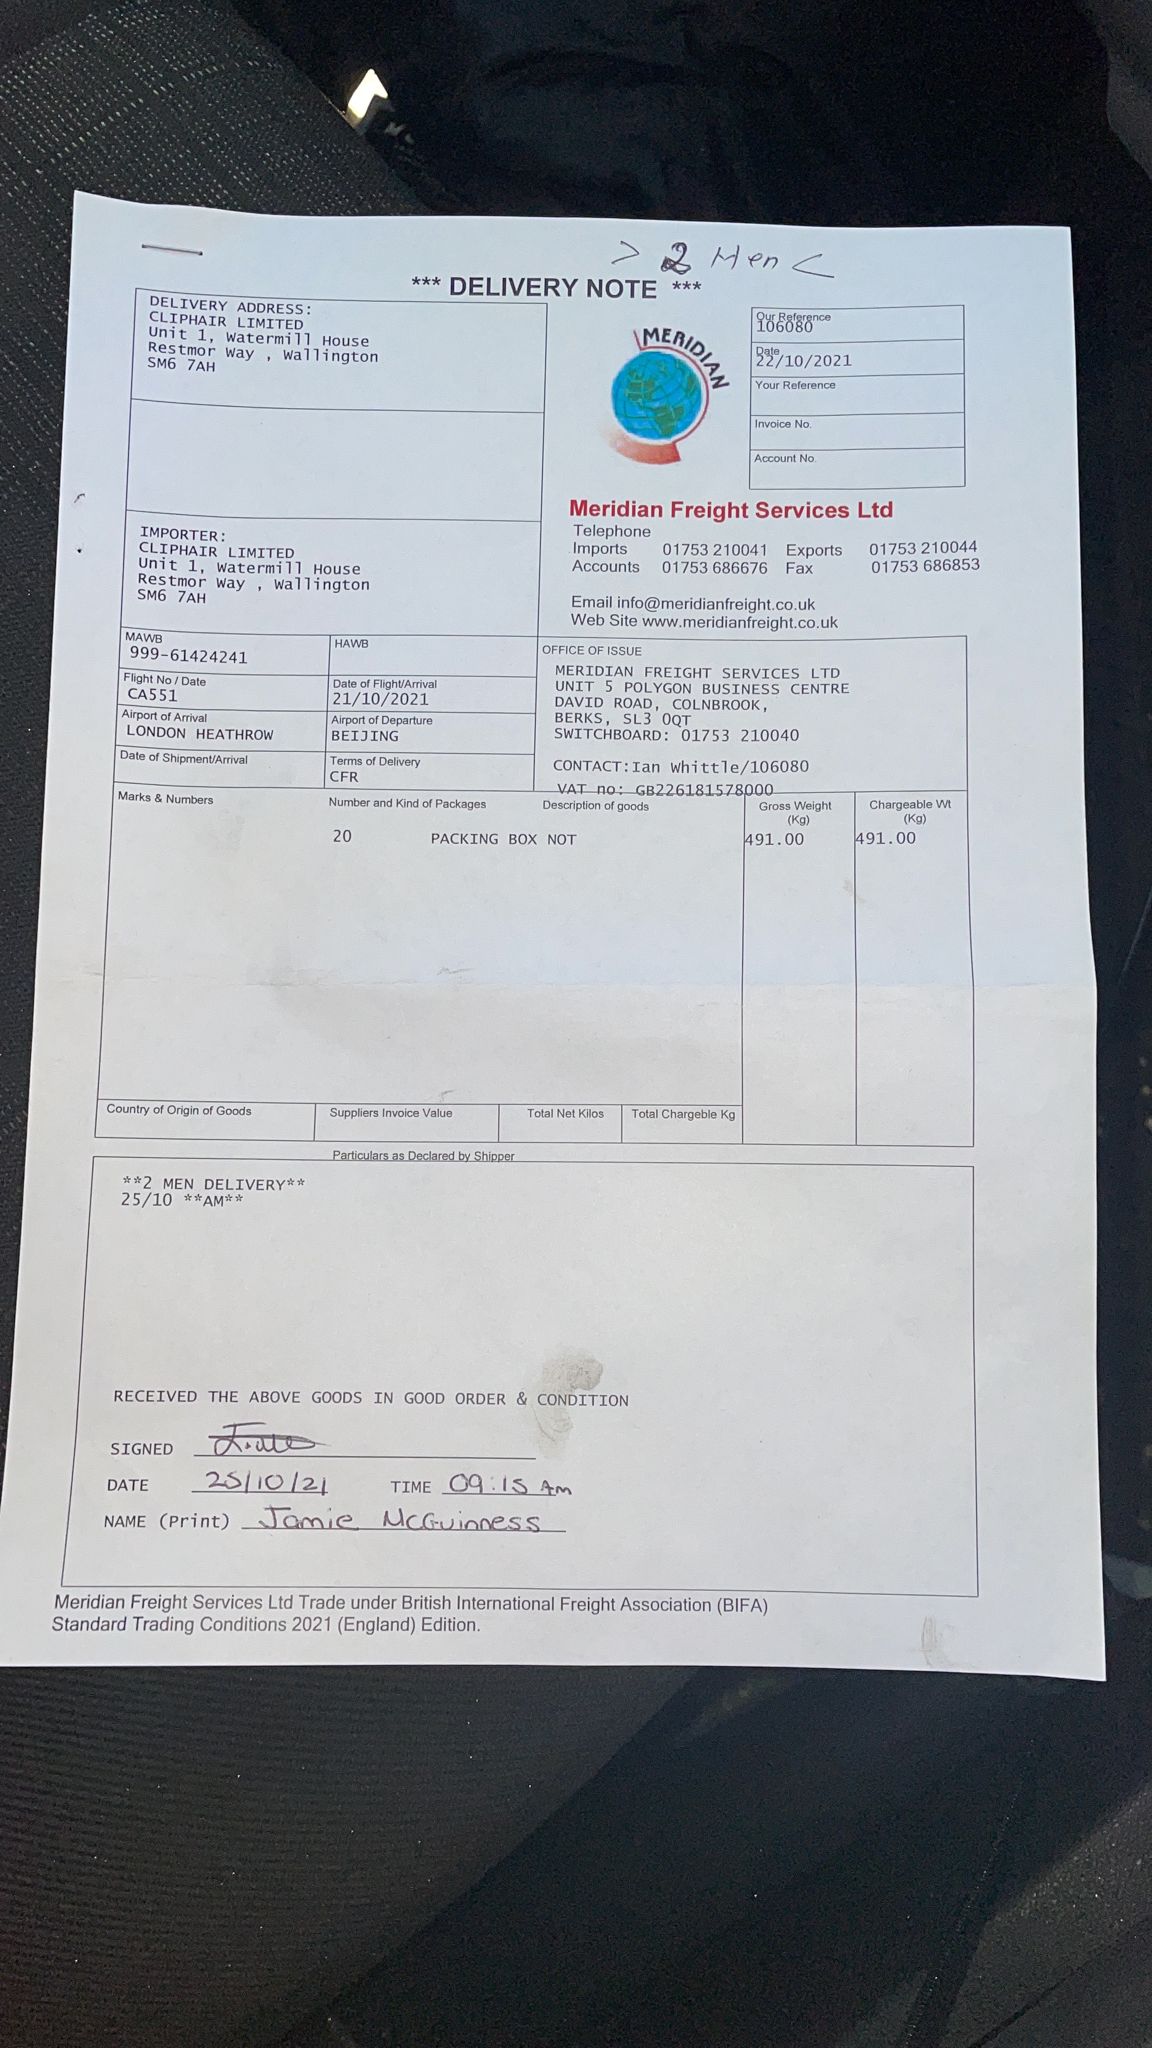 > 2 Men <
*** DELIVERY NOTE ***
DELIVERY ADDRESS:
CLIPHAIR LIMITED
Unit 1, Watermill House
Restmor Way , Wallington
SM6 7AH
MERIDIAN
Our Reference
106080
Date
22/10/2021
Your Reference
Invoice No.
Account No.
Meridian Freight Services Ltd
Telephone
Imports 01753 210041 Exports 01753 210044
Accounts 01753 686676 Fax 01753 686853
Email info@meridianfreight.co.uk
Web Site www.meridianfreight.co.uk
IMPORTER:
CLIPHAIR LIMITED
Unit 1, Watermill House
Restmor Way , Wallington
SM6 7AH
MAWB
999-61424241
HAWB
Flight No / Date
CA551
Date of Flight/Arrival
21/10/2021
Airport of Arrival
LONDON HEATHROW
Airport of Departure
BEIJING
Date of Shipment/Arrival
Terms of Delivery
CFR
OFFICE OF ISSUE
MERIDIAN FREIGHT SERVICES LTD
UNIT 5 POLYGON BUSINESS CENTRE
DAVID ROAD, COLNBROOK,
BERKS, SL3 0QT
SWITCHBOARD: 01753 210040
CONTACT:Ian Whittle/106080
VAT no: GB226181578000
Marks & Numbers Number and Kind of Packages Description of goods Gross Weight (Kg) Chargeable Wt (Kg)
20 PACKING BOX NOT 491.00 491.00
Country of Origin of Goods Suppliers Invoice Value Total Net Kilos Total Chargeble Kg
Particulars as Declared by Shipper
**2 MEN DELIVERY**
25/10 **AM**
RECEIVED THE ABOVE GOODS IN GOOD ORDER & CONDITION
SIGNED
DATE 25/10/21 TIME 09:15 AM
NAME (Print) Jamie McGuinness
Meridian Freight Services Ltd Trade under British International Freight Association (BIFA)
Standard Trading Conditions 2021 (England) Edition.